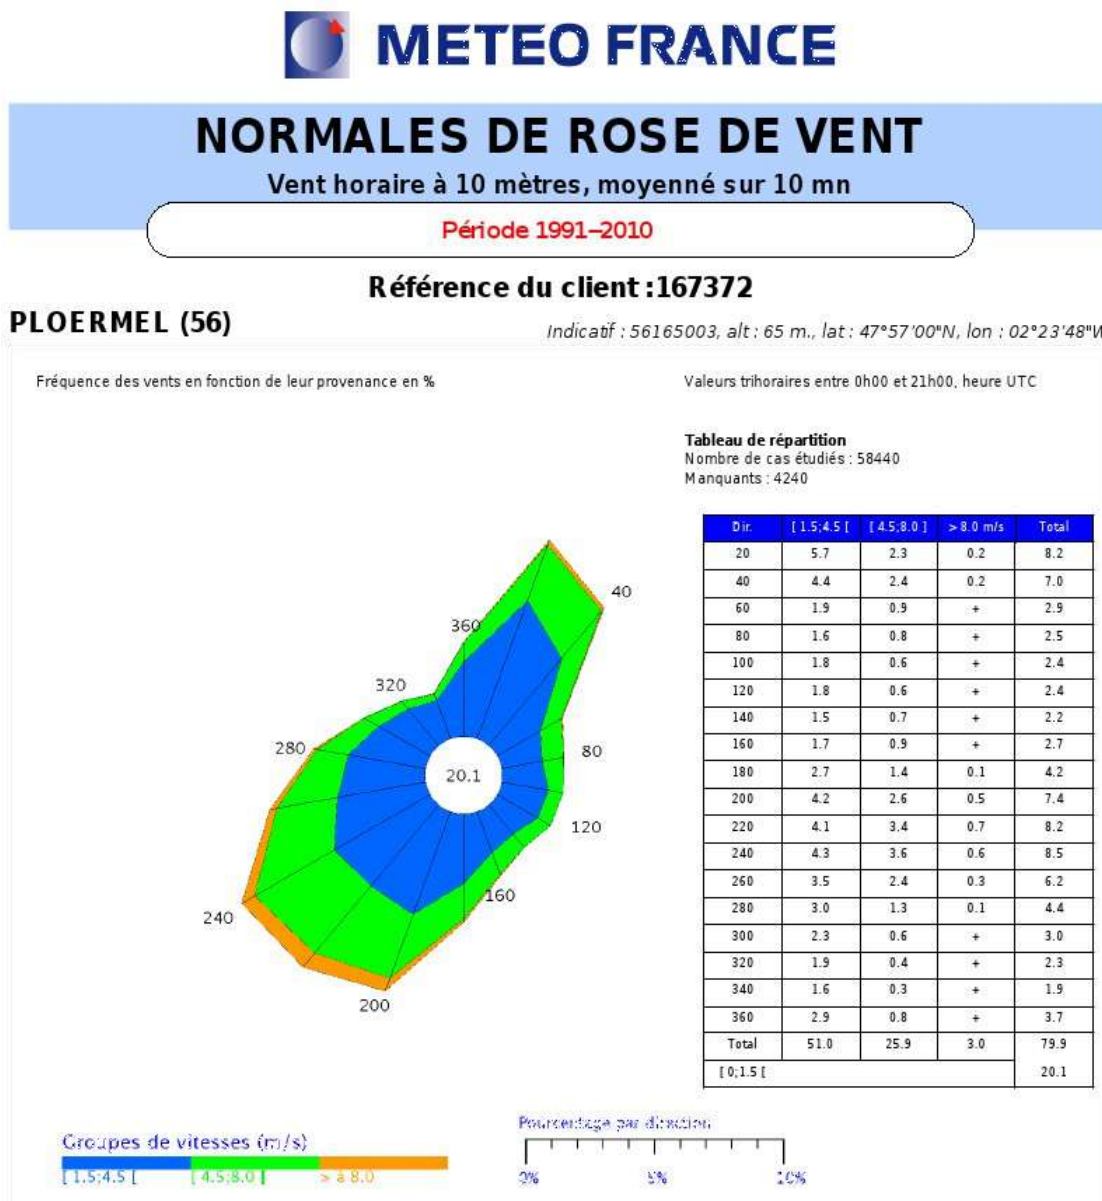 METEO FRANCE
NORMALES DE ROSE DE VENT
Vent horaire à 10 mètres, moyenné sur 10 mn
Période 1991–2010
Référence du client :167372
PLOERMEL (56)
Indicatif : 56165003, alt : 65 m., lat : 47°57'00"N, lon : 02°23'48"W
Fréquence des vents en fonction de leur provenance en %
Valeurs trihoraires entre 0h00 et 21h00, heure UTC
Tableau de répartition
Nombre de cas étudiés : 58440
Manquants : 4240
Dir. [ 1.5;4.5 [ [ 4.5;8.0 ] > 8.0 m/s Total
20 5.7 2.3 0.2 8.2
40 4.4 2.4 0.2 7.0
60 1.9 0.9 + 2.9
80 1.6 0.8 + 2.5
100 1.8 0.6 + 2.4
120 1.8 0.6 + 2.4
140 1.5 0.7 + 2.2
160 1.7 0.9 + 2.7
180 2.7 1.4 0.1 4.2
200 4.2 2.6 0.5 7.4
220 4.1 3.4 0.7 8.2
240 4.3 3.6 0.6 8.5
260 3.5 2.4 0.3 6.2
280 3.0 1.3 0.1 4.4
300 2.3 0.6 + 3.0
320 1.9 0.4 + 2.3
340 1.6 0.3 + 1.9
360 2.9 0.8 + 3.7
Total 51.0 25.9 3.0 79.9
[ 0;1.5 [ 20.1
40
360
320
280
80
20.1
120
160
240
200
Groupes de vitesses (m/s)
[ 1.5;4.5 [ [ 4.5;8.0 ] > à 8.0
Pourcentage par direction
0% 5% 10%